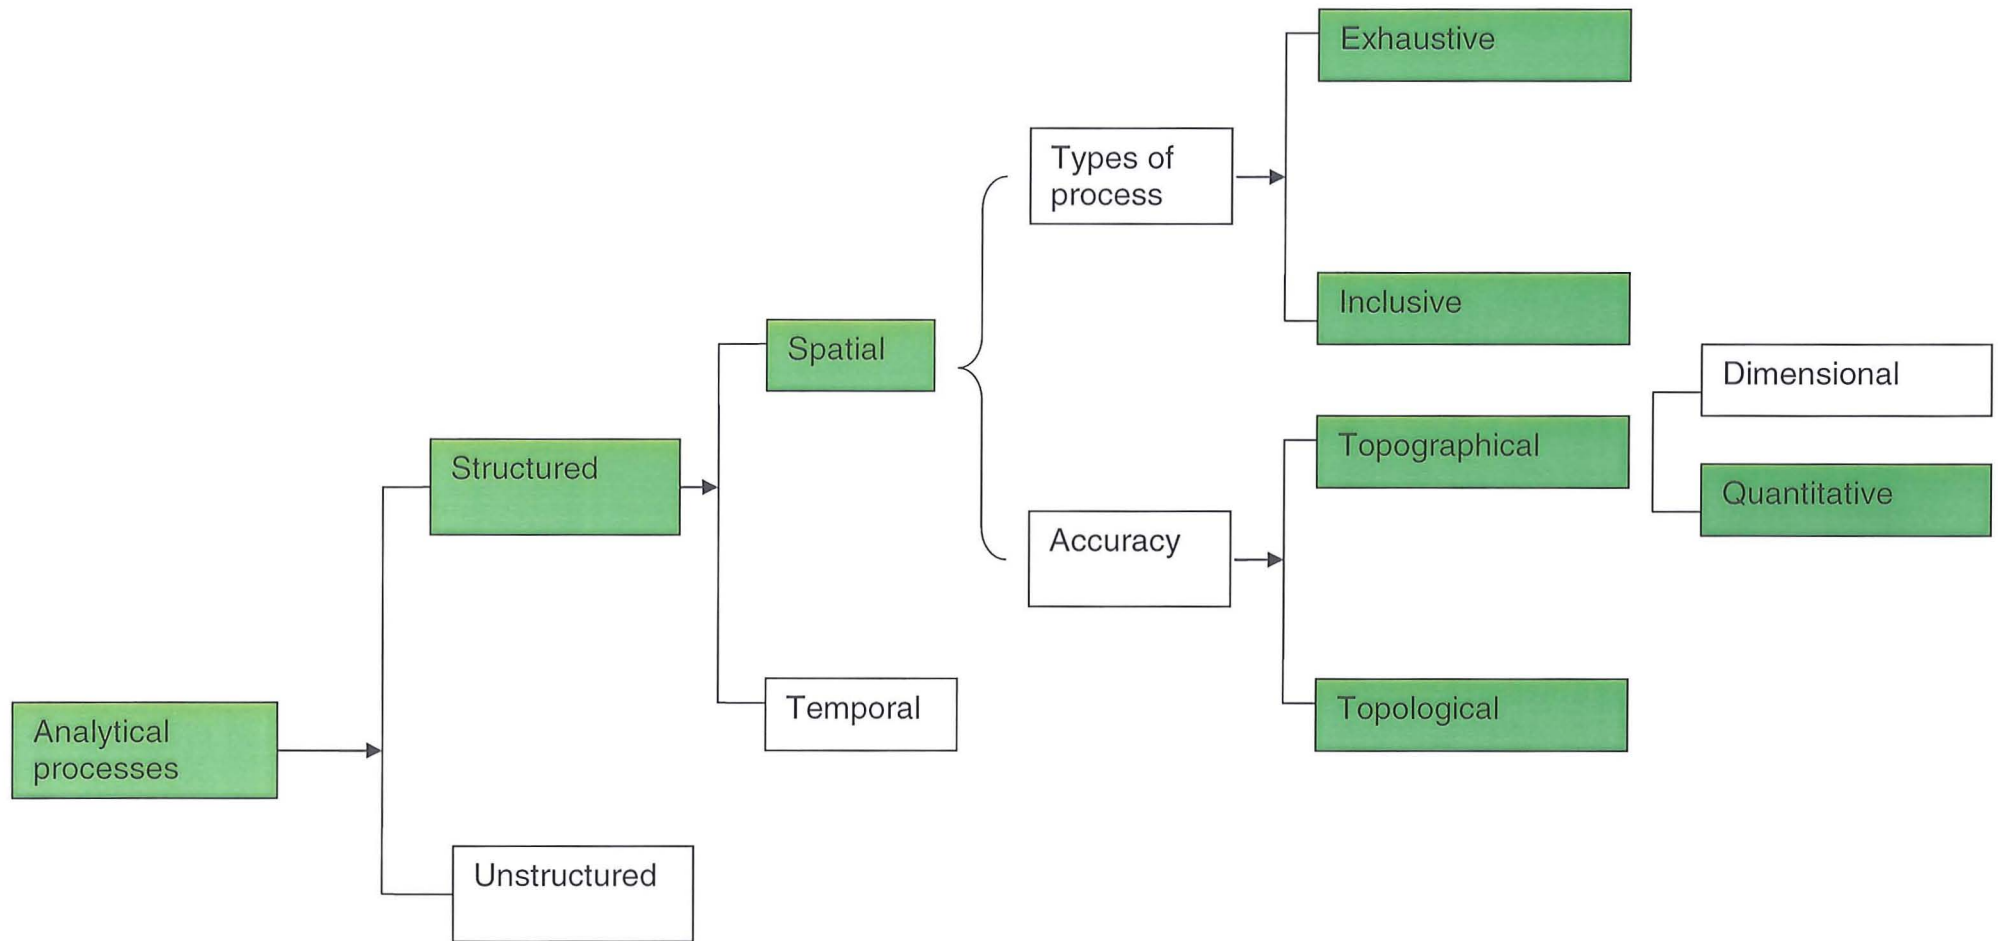 Exhaustive
Types of
process
Inclusive
Spatial
Dimensional
Topographical
Structured
Quantitative
Accuracy
Temporal
Topological
Analytical
processes
Unstructured